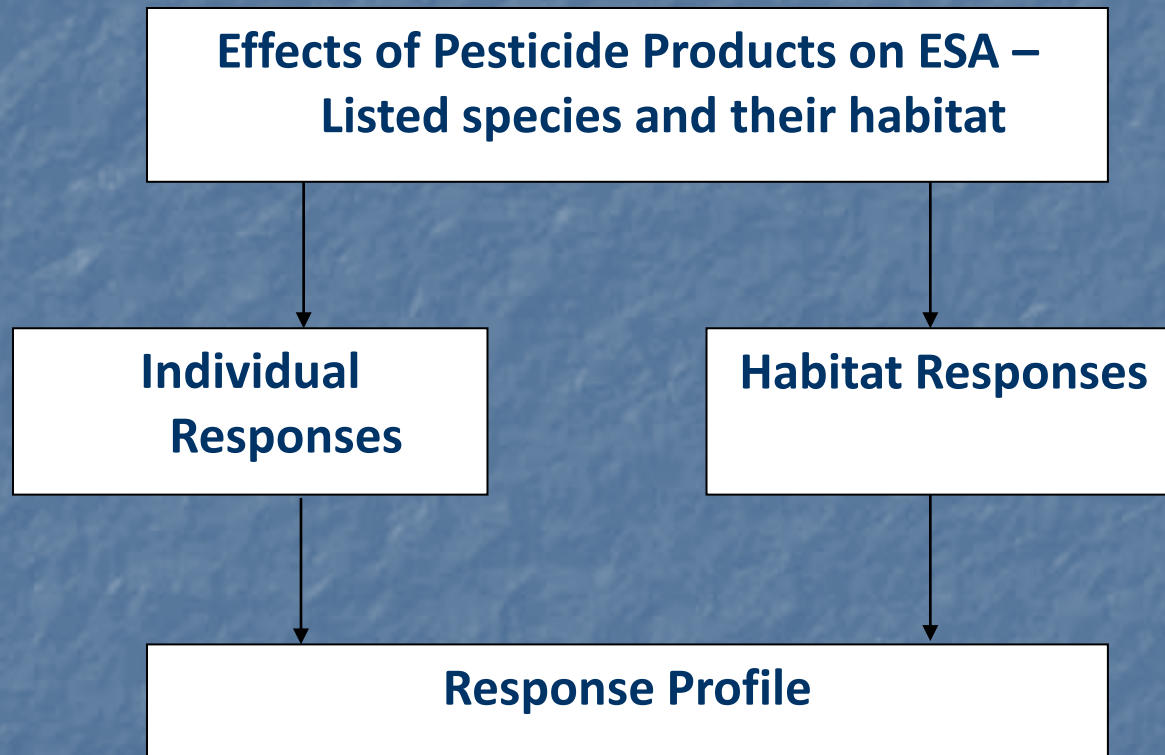 Effects of Pesticide Products on ESA –
Listed species and their habitat
Individual
Responses
Habitat Responses
Response Profile